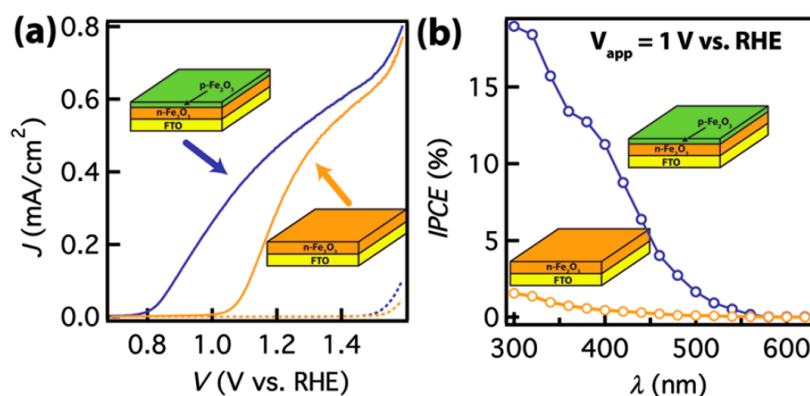 (a)
0.8
0.6
0.4
0.2
0.0
J (mA/cm²)
0.8 1.0 1.2 1.4
V (V vs. RHE)
p-Fe₂O₃
n-Fe₂O₃
FTO
n-Fe₂O₃
FTO
(b)
V_app = 1 V vs. RHE
15
10
5
0
IPCE (%)
300 400 500 600
λ (nm)
p-Fe₂O₃
n-Fe₂O₃
FTO
n-Fe₂O₃
FTO